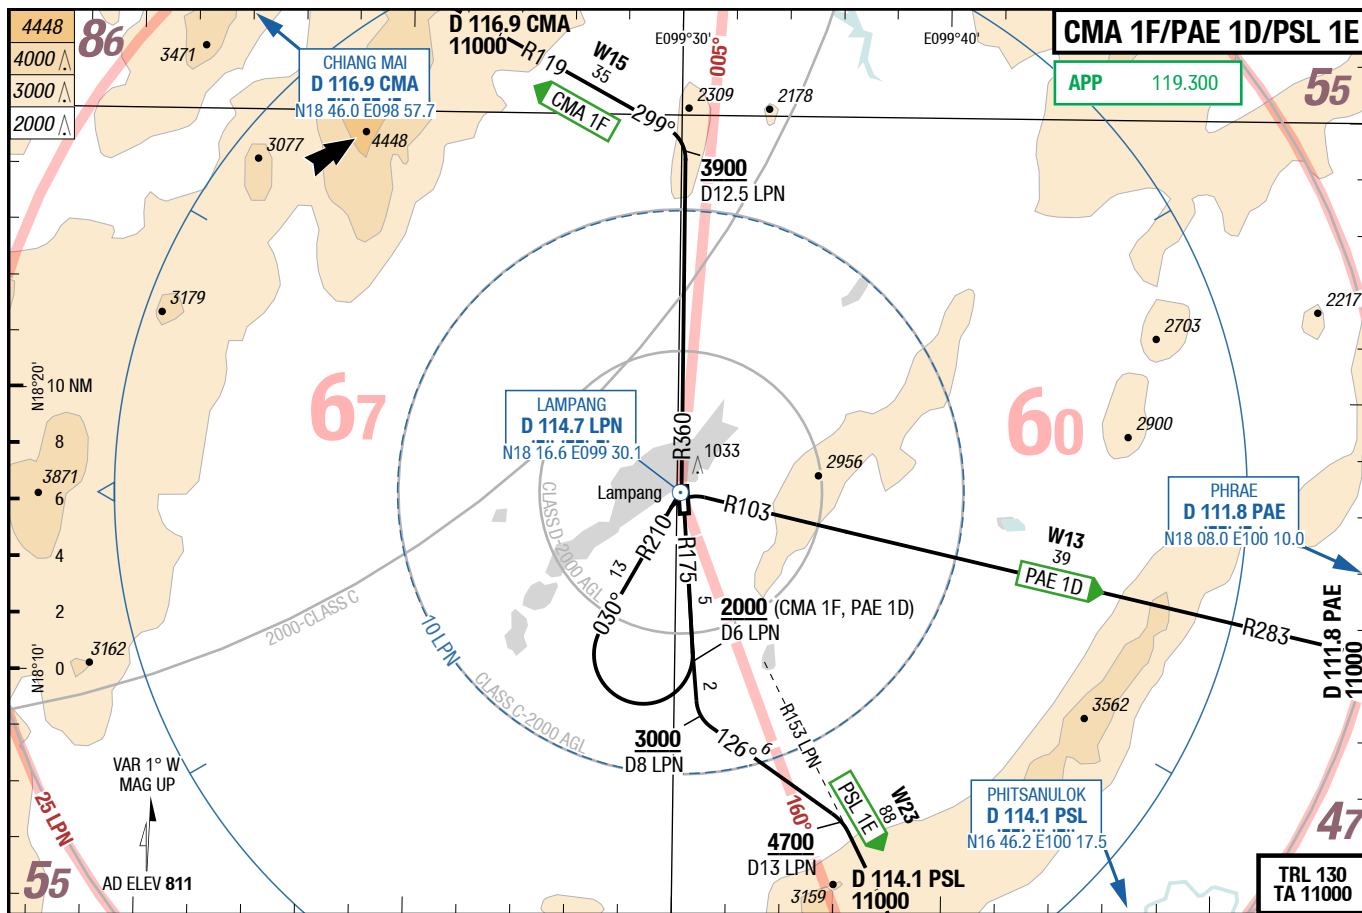 4448
4000
3000
2000
86
3471
CHIANG MAI
D 116.9 CMA
N18 46.0 E098 57.7
3077
4448
D 116.9 CMA
11000
R119
W15
35
CMA 1F
299°
E099°30'
005°
2309
2178
E099°40'
CMA 1F/PAE 1D/PSL 1E
APP 119.300
55
3900
D12.5 LPN
3179
2217
2703
N18°20'
10 NM
8
6
4
2
0
N18°10'
67
60
LAMPANG
D 114.7 LPN
N18 16.6 E099 30.1
R360
1033
2956
2900
3871
Lampang
R103
PHRAE
D 111.8 PAE
N18 08.0 E100 10.0
W13
39
PAE 1D
R283
D 111.8 PAE
11000
CLASS D-2000 AGL
R210
13
030°
R175
5
2
2000 (CMA 1F, PAE 1D)
D6 LPN
2000-CLASS C
10 LPN
CLASS C-2000 AGL
3162
3562
3000
D8 LPN
126°
6
R153 LPN
VAR 1° W
MAG UP
25 LPN
160°
PSL 1E
W23
88
PHITSANULOK
D 114.1 PSL
N16 46.2 E100 17.5
47
4700
D13 LPN
55
AD ELEV 811
3159
D 114.1 PSL
11000
TRL 130
TA 11000